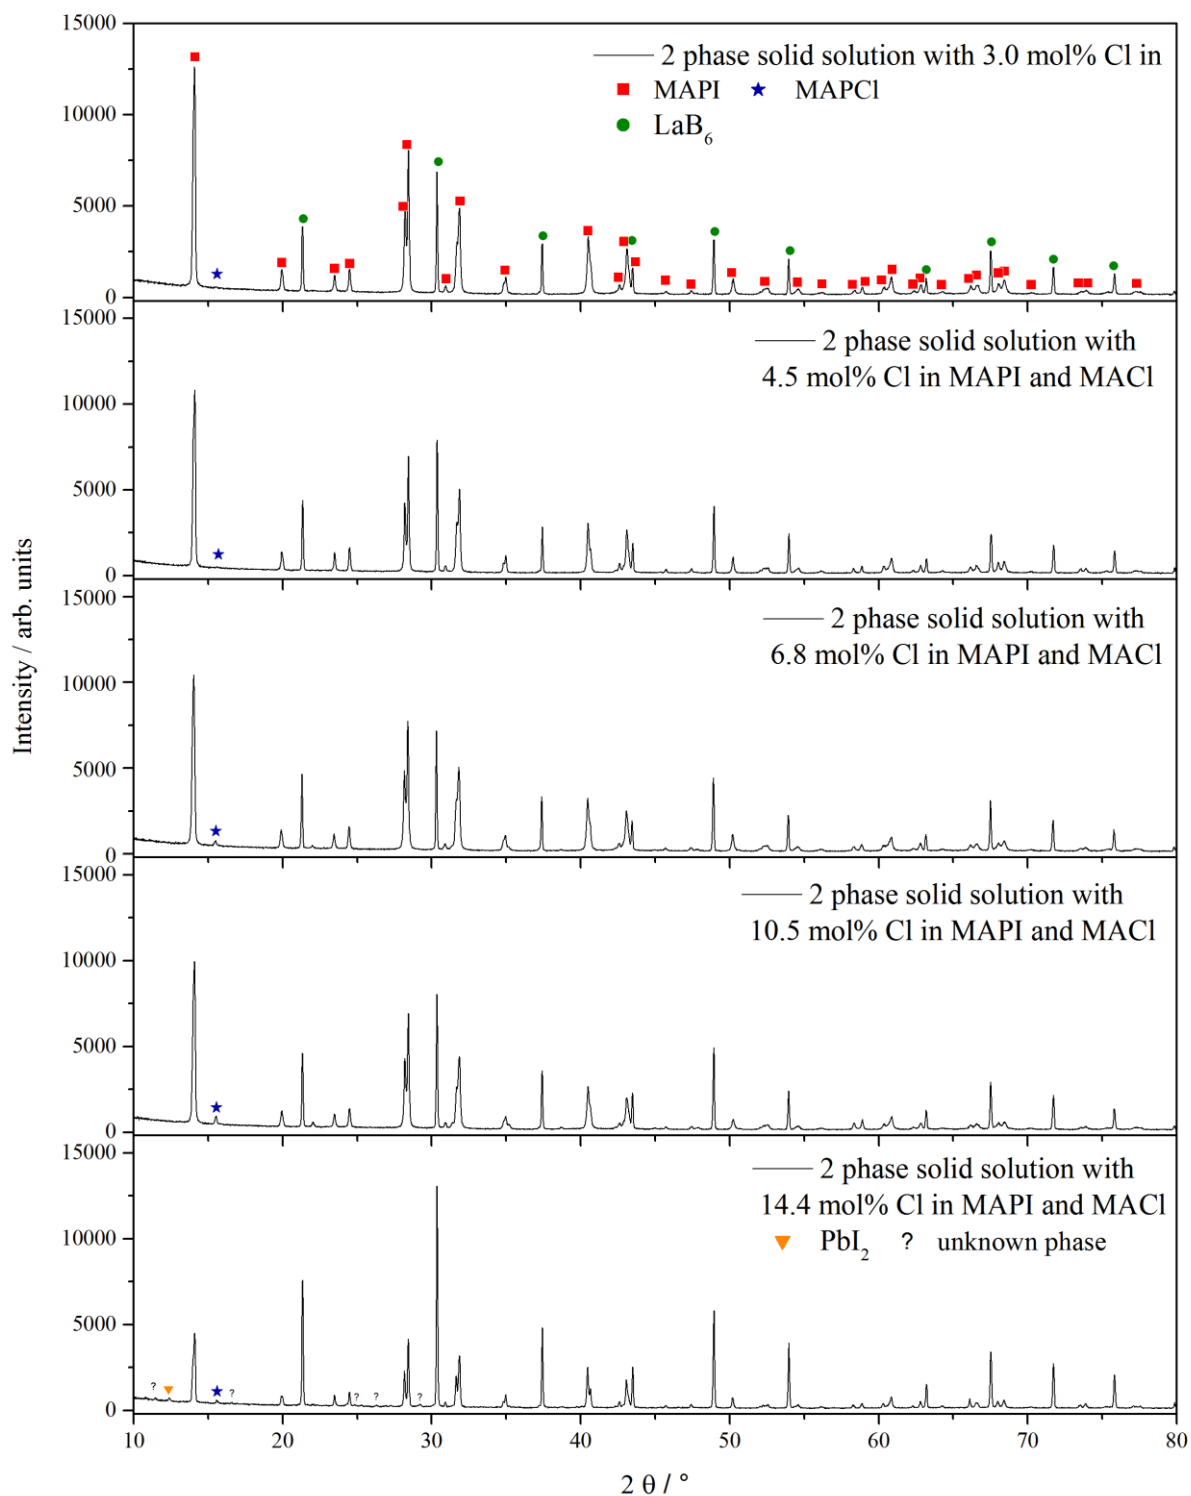 15000
10000
5000
0
2 phase solid solution with 3.0 mol% Cl in
MAPI MAPCl
LaB6
15000
10000
5000
0
2 phase solid solution with
4.5 mol% Cl in MAPI and MACl
15000
10000
5000
0
2 phase solid solution with
6.8 mol% Cl in MAPI and MACl
15000
10000
5000
0
2 phase solid solution with
10.5 mol% Cl in MAPI and MACl
15000
10000
5000
0
2 phase solid solution with
14.4 mol% Cl in MAPI and MACl
PbI2 ? unknown phase
? ? ? ? ?
10 20 30 40 50 60 70 80
2 θ / °
Intensity / arb. units